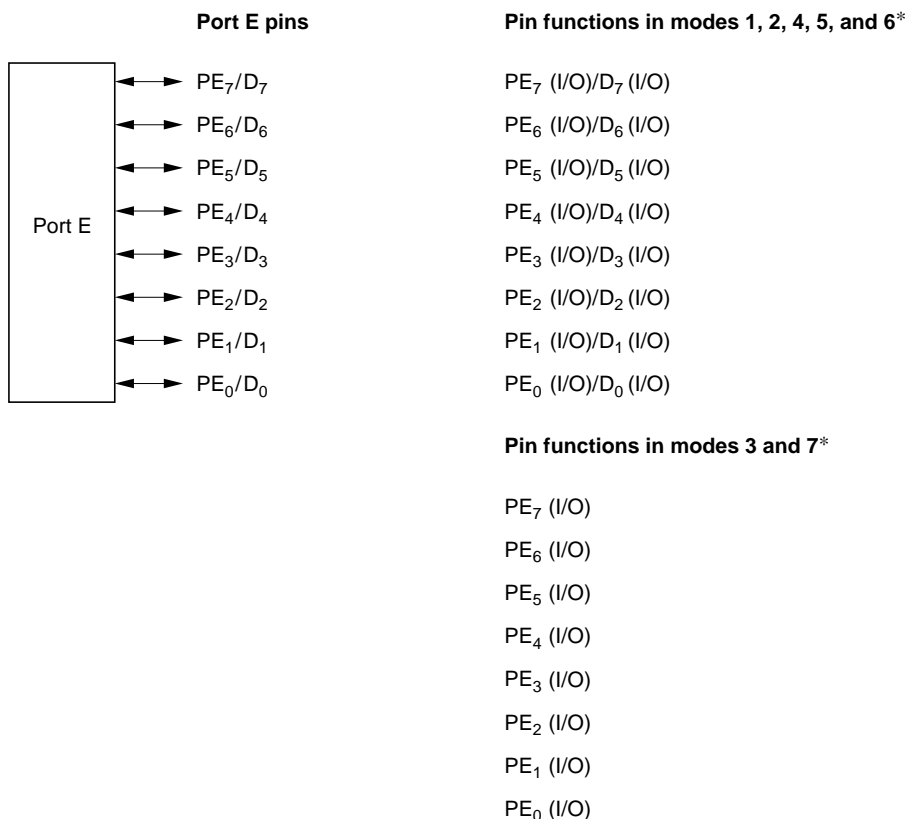 Port E pins Pin functions in modes 1, 2, 4, 5, and 6*
Port E
PE₇/D₇ PE₇ (I/O)/D₇ (I/O)
PE₆/D₆ PE₆ (I/O)/D₆ (I/O)
PE₅/D₅ PE₅ (I/O)/D₅ (I/O)
PE₄/D₄ PE₄ (I/O)/D₄ (I/O)
PE₃/D₃ PE₃ (I/O)/D₃ (I/O)
PE₂/D₂ PE₂ (I/O)/D₂ (I/O)
PE₁/D₁ PE₁ (I/O)/D₁ (I/O)
PE₀/D₀ PE₀ (I/O)/D₀ (I/O)
Pin functions in modes 3 and 7*
PE₇ (I/O)
PE₆ (I/O)
PE₅ (I/O)
PE₄ (I/O)
PE₃ (I/O)
PE₂ (I/O)
PE₁ (I/O)
PE₀ (I/O)